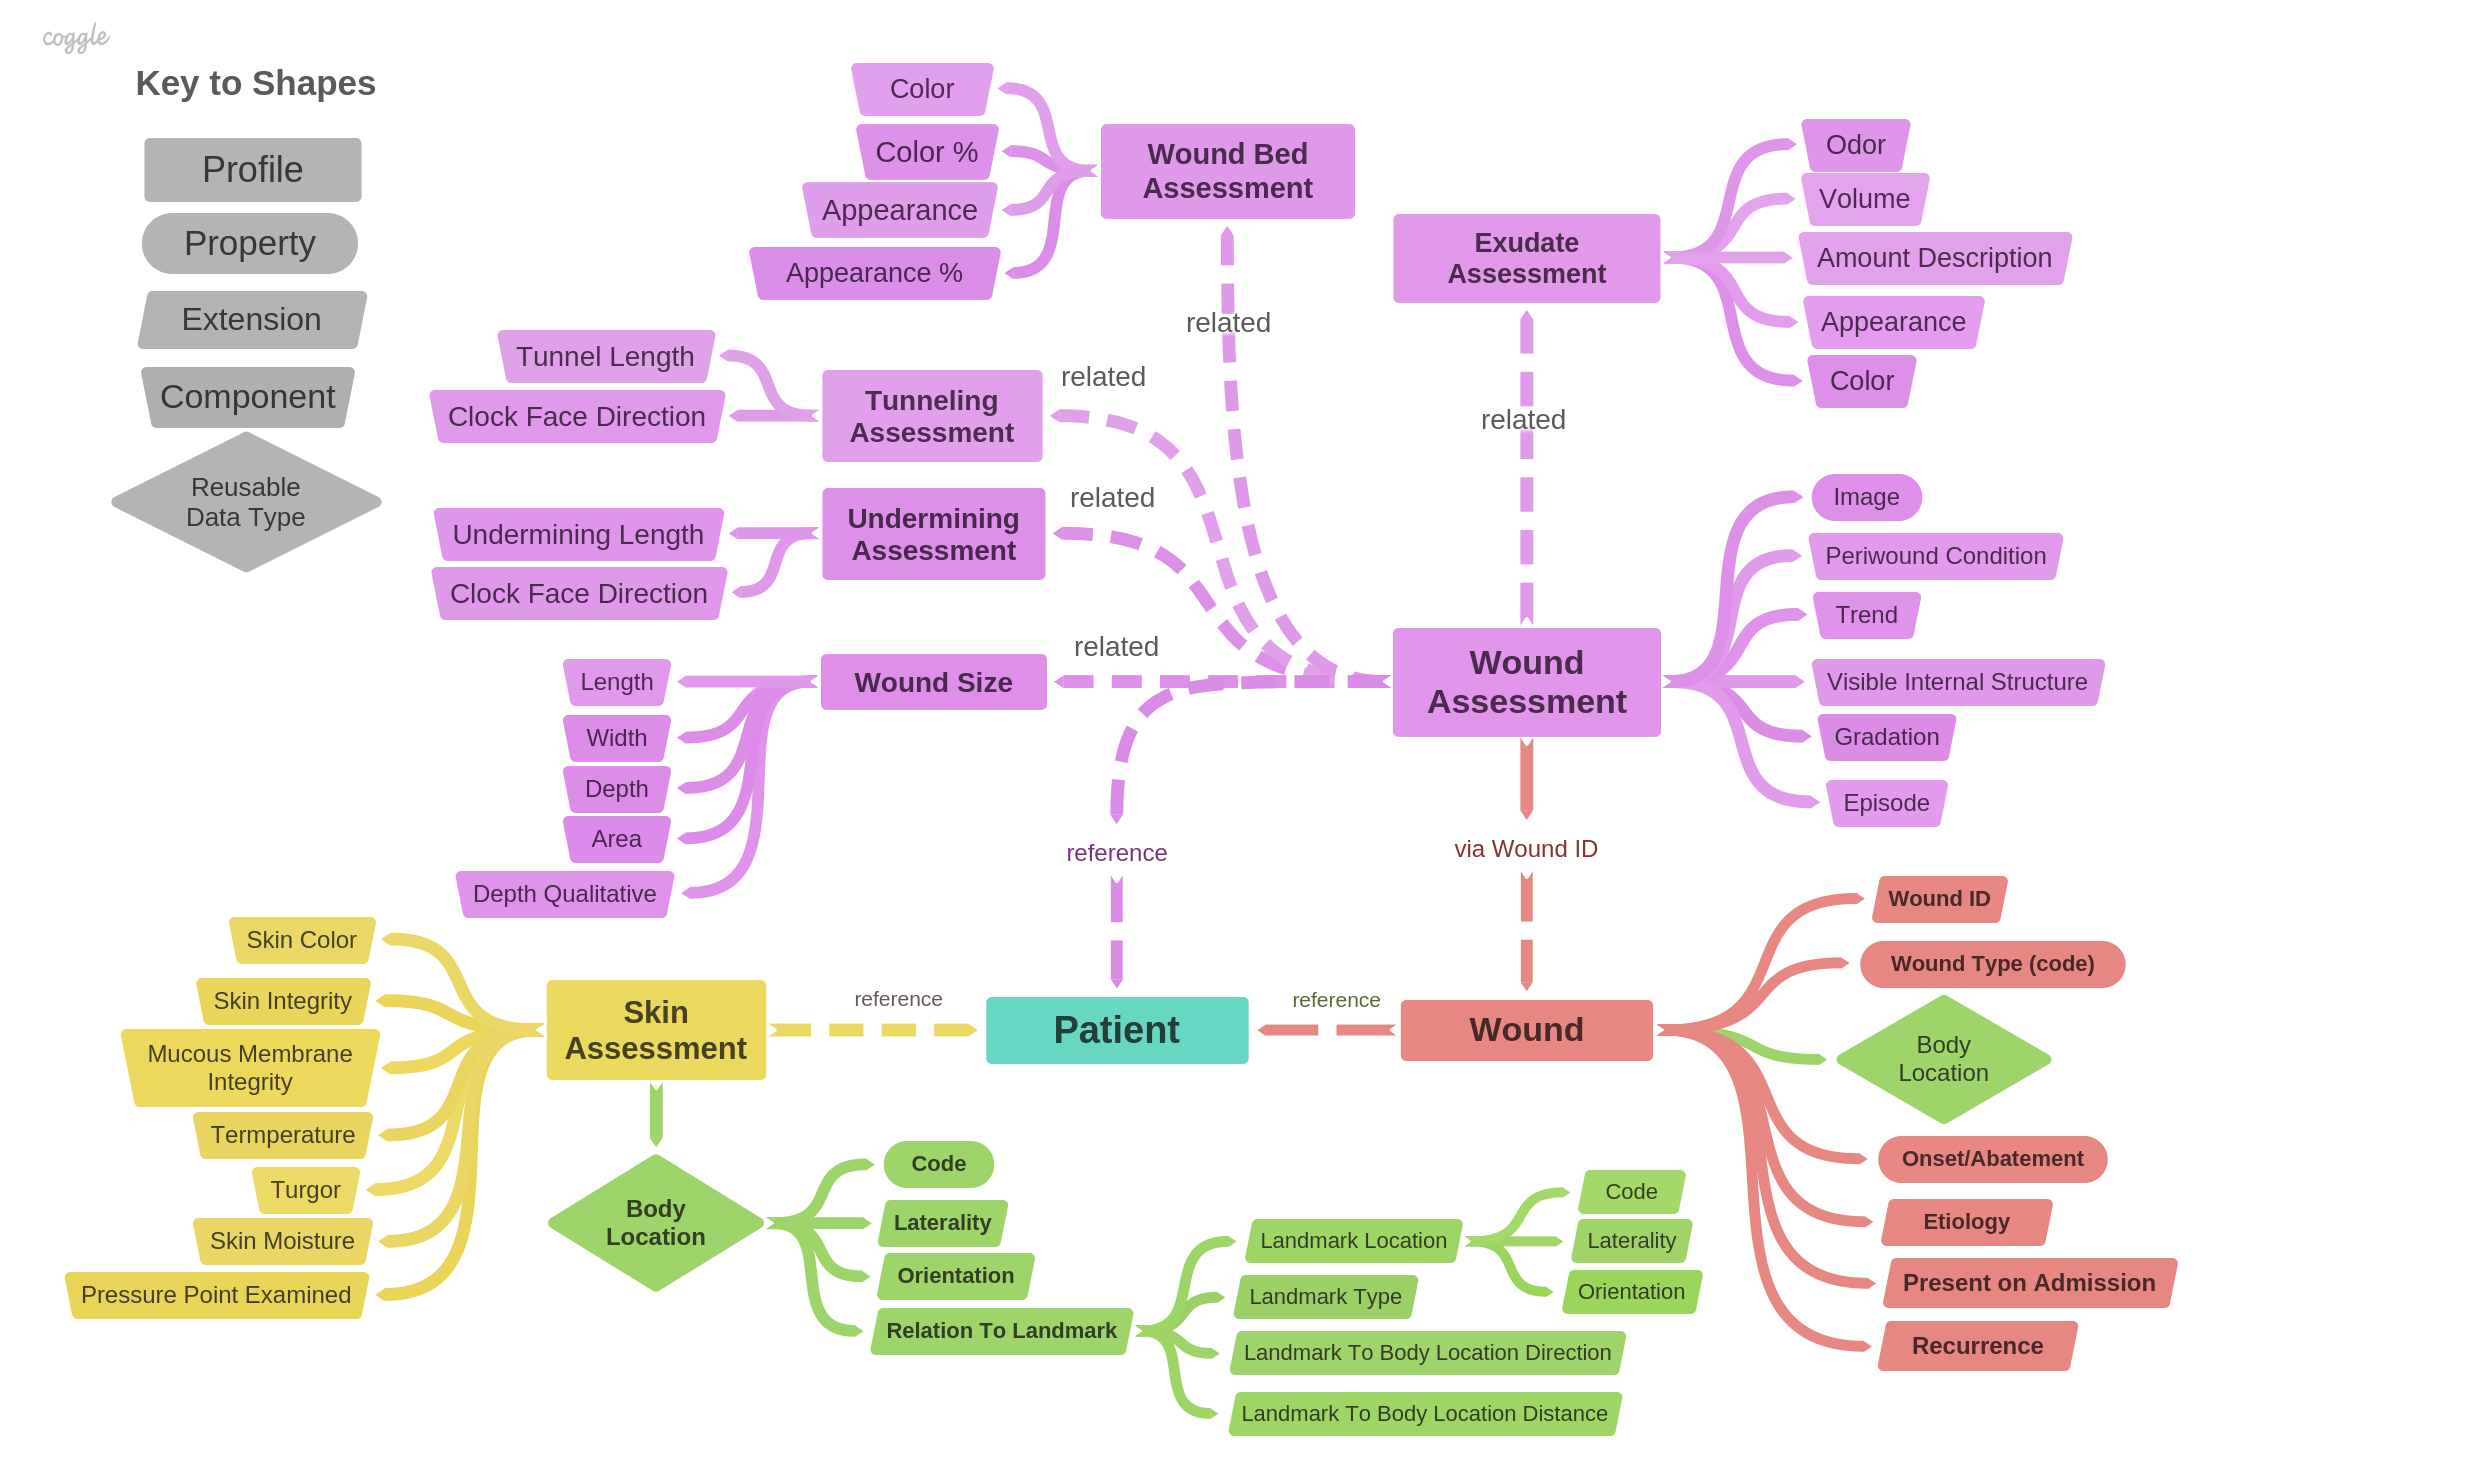 coggle
Key to Shapes
Profile
Property
Extension
Component
Reusable
Data Type
Color
Color %
Appearance
Appearance %
Wound Bed
Assessment
related
Exudate
Assessment
related
Odor
Volume
Amount Description
Appearance
Color
Tunnel Length
Clock Face Direction
Tunneling
Assessment
related
Undermining Length
Clock Face Direction
Undermining
Assessment
related
Length
Width
Depth
Area
Depth Qualitative
Wound Size
related
Wound
Assessment
Image
Periwound Condition
Trend
Visible Internal Structure
Gradation
Episode
reference
via Wound ID
Skin Color
Skin Integrity
Mucous Membrane
Integrity
Termperature
Turgor
Skin Moisture
Pressure Point Examined
Skin
Assessment
reference
Patient
reference
Wound
Wound ID
Wound Type (code)
Body
Location
Onset/Abatement
Etiology
Present on Admission
Recurrence
Body
Location
Code
Laterality
Orientation
Relation To Landmark
Landmark Location
Landmark Type
Landmark To Body Location Direction
Landmark To Body Location Distance
Code
Laterality
Orientation